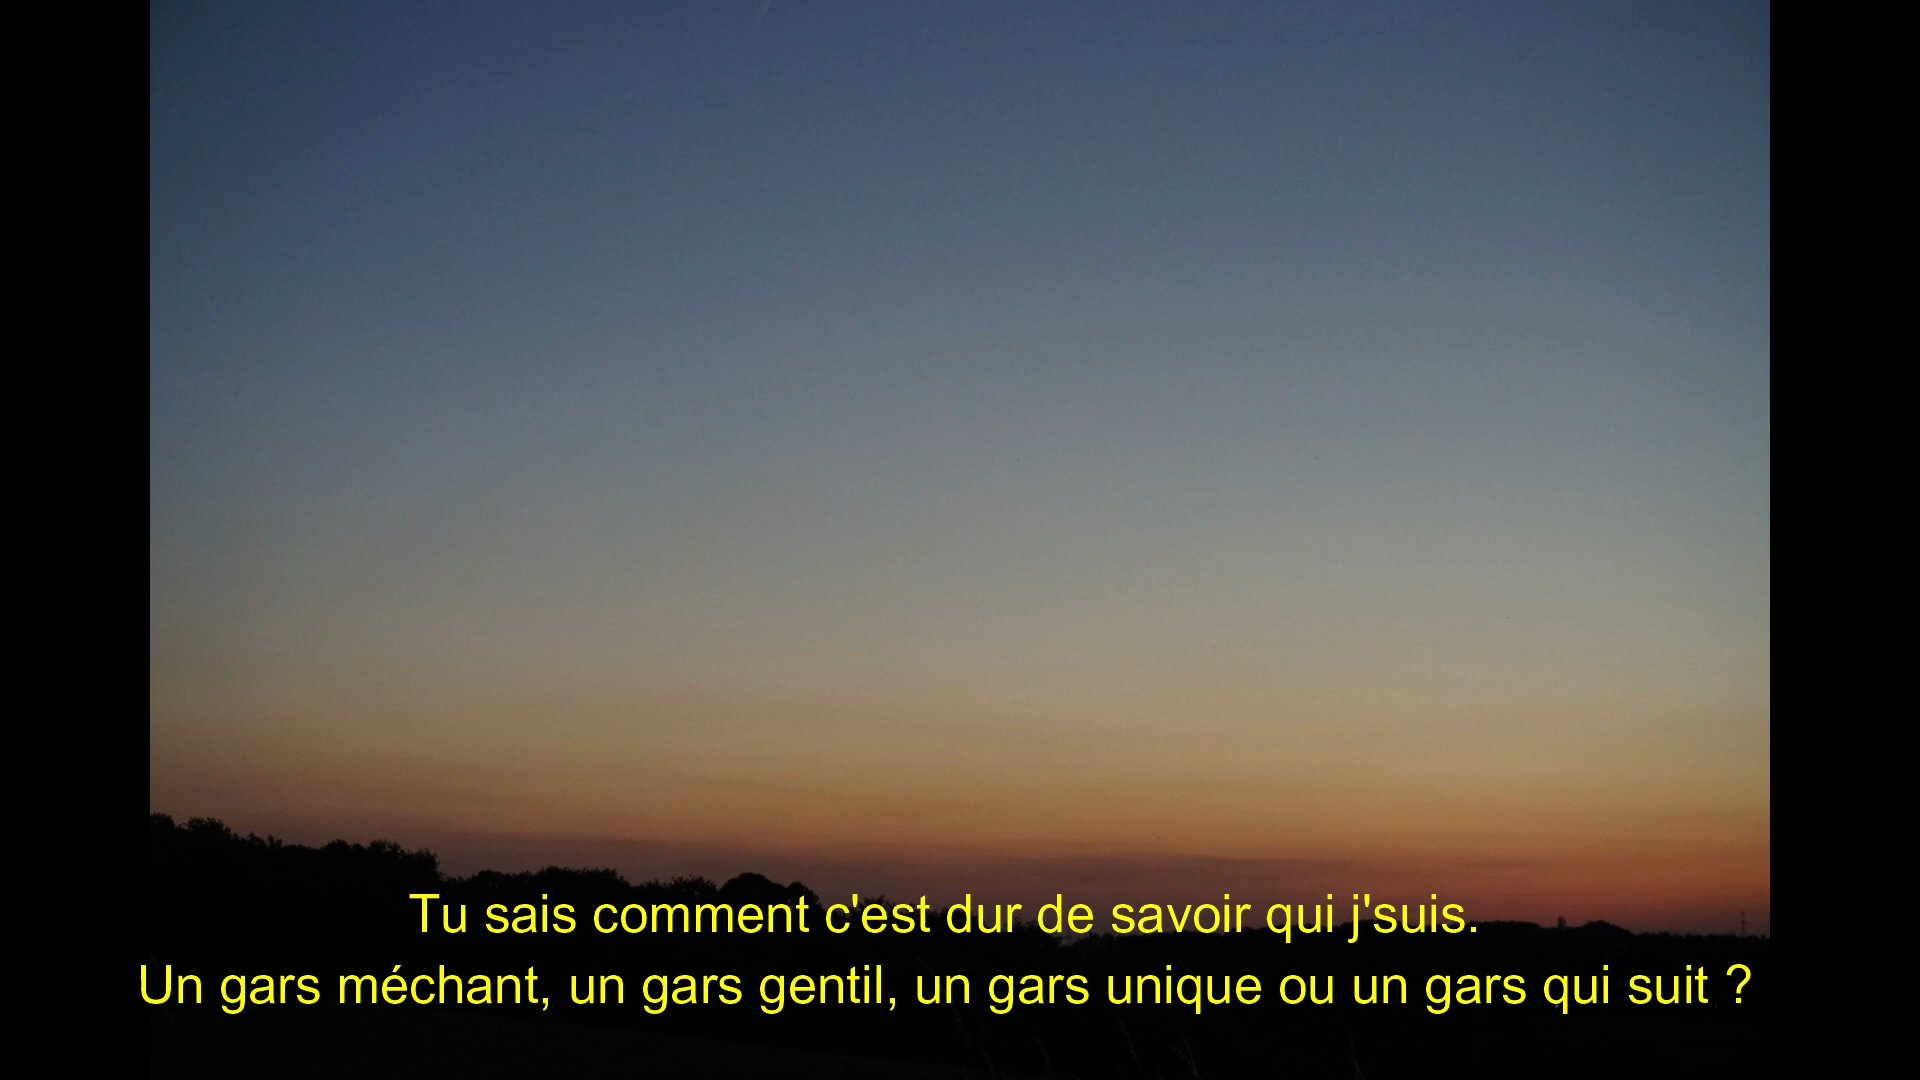 Tu sais comment c'est dur de savoir qui j'suis.
Un gars méchant, un gars gentil, un gars unique ou un gars qui suit ?